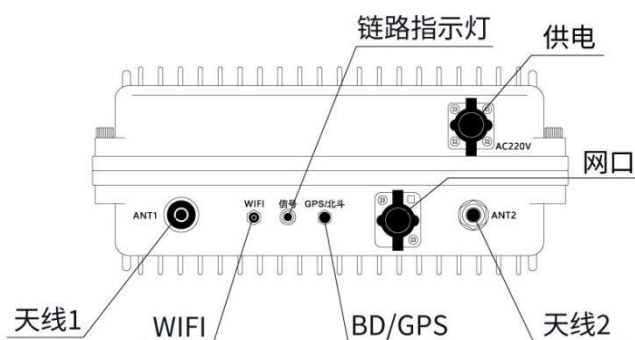 链路指示灯
供电
AC220V
网口
ANT1
WIFI
信号
GPS/北斗
ANT2
天线1
WIFI
BD/GPS
天线2